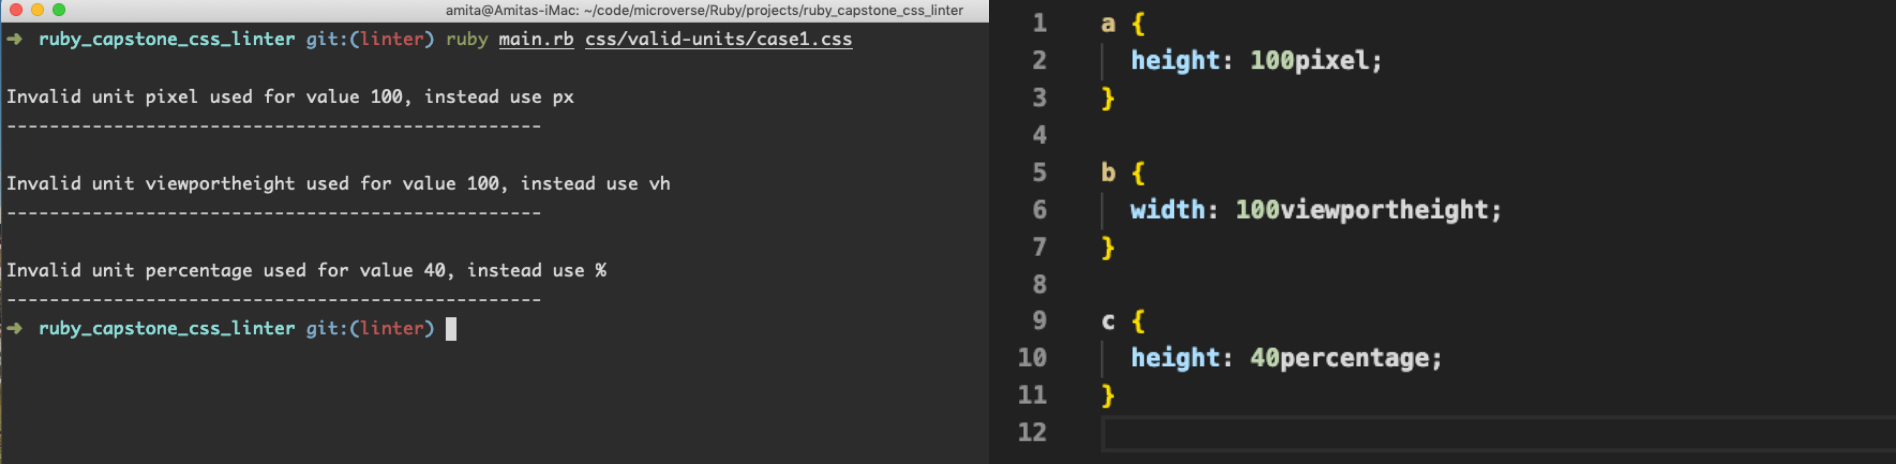 amita@Amitas-iMac: ~/code/microverse/Ruby/projects/ruby_capstone_css_linter
➜ ruby_capstone_css_linter git:(linter) ruby main.rb css/valid-units/case1.css
Invalid unit pixel used for value 100, instead use px
--------------------------------------------------
Invalid unit viewportheight used for value 100, instead use vh
--------------------------------------------------
Invalid unit percentage used for value 40, instead use %
--------------------------------------------------
➜ ruby_capstone_css_linter git:(linter)
1 a {
2 height: 100pixel;
3 }
4
5 b {
6 width: 100viewportheight;
7 }
8
9 c {
10 height: 40percentage;
11 }
12